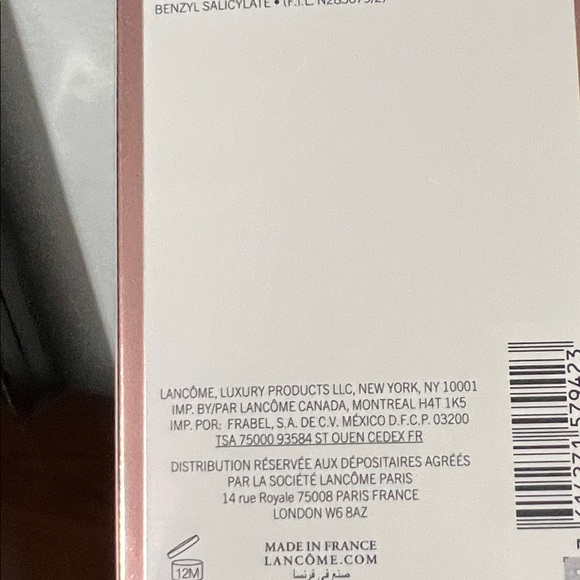 BENZYL SALICYLATE • (F.I.L.
LANCÔME, LUXURY PRODUCTS LLC, NEW YORK, NY 10001
IMP. BY/PAR LANCÔME CANADA, MONTREAL H4T 1K5
IMP. POR: FRABEL, S.A. DE C.V. MÉXICO D.F.C.P. 03200
TSA 75000 93584 ST OUEN CEDEX FR
DISTRIBUTION RÉSERVÉE AUX DÉPOSITAIRES AGRÉÉS
PAR LA SOCIÉTÉ LANCÔME PARIS
14 rue Royale 75008 PARIS FRANCE
LONDON W6 8AZ
MADE IN FRANCE
LANCOME.COM
صنع في فرنسا
12M
579423